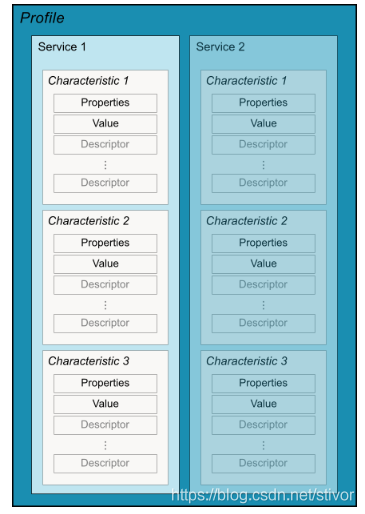 Profile
Service 1
Characteristic 1
Properties
Value
Descriptor
⋮
Descriptor
Characteristic 2
Properties
Value
Descriptor
⋮
Descriptor
Characteristic 3
Properties
Value
Descriptor
⋮
Descriptor
Service 2
Characteristic 1
Properties
Value
Descriptor
⋮
Descriptor
Characteristic 2
Properties
Value
Descriptor
⋮
Descriptor
Characteristic 3
Properties
Value
Descriptor
⋮
Descriptor
https://blog.csdn.net/stivor